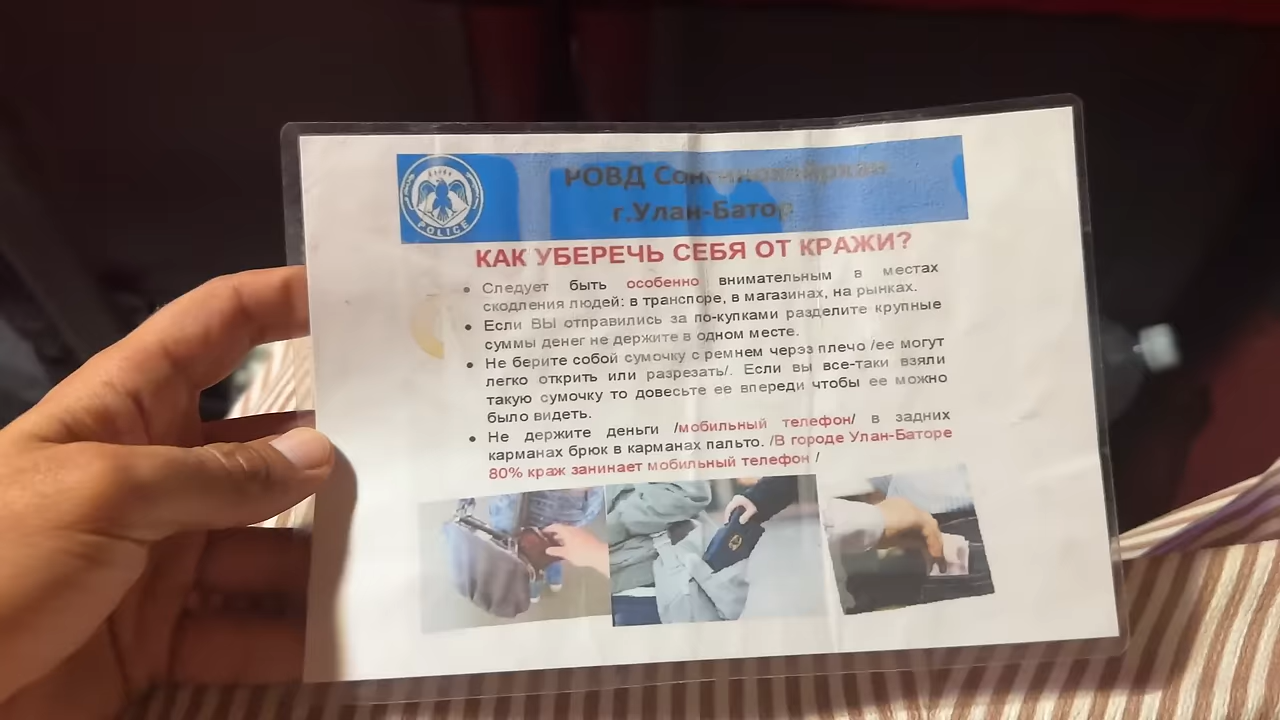 РОВД Сонгинохайрхан
г.Улан-Батор
POLICE
КАК УБЕРЕЧЬ СЕБЯ ОТ КРАЖИ?
• Следует быть особенно внимательным в местах
скодления людей: в транспоре, в магазинах, на рынках.
• Если ВЫ отправились за по-купками разделите крупные
суммы денег не держите в одном месте.
• Не берите собой сумочку с ремнем черэз плечо /ее могут
легко открить или разрезать/. Если вы все-таки взяли
такую сумочку то довесьте ее впереди чтобы ее можно
было видеть.
• Не держите деньги /мобильный телефон/ в задних
карманах брюк в карманах пальто. /В городе Улан-Баторе
80% краж занинает мобильный телефон /